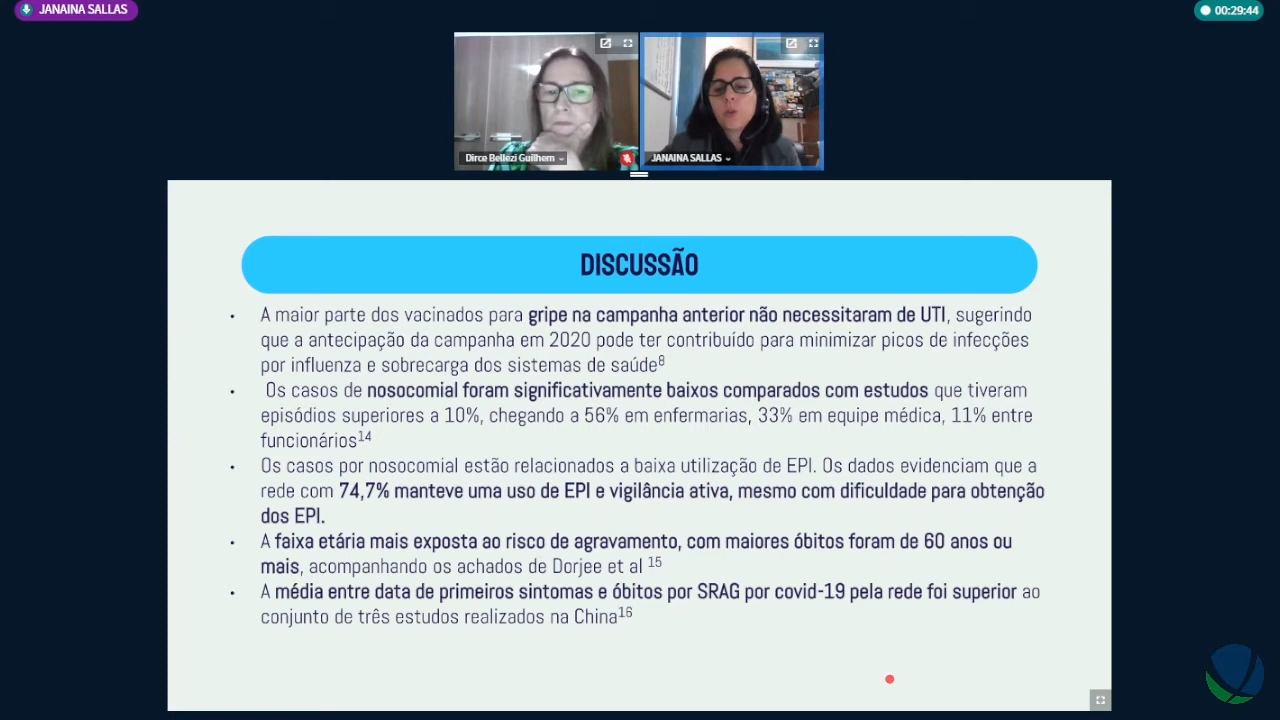 JANAINA SALLAS
00:29:44
Dirce Bellezi Guilhem
JANAINA SALLAS
DISCUSSÃO
• A maior parte dos vacinados para gripe na campanha anterior não necessitaram de UTI, sugerindo
que a antecipação da campanha em 2020 pode ter contribuído para minimizar picos de infecções
por influenza e sobrecarga dos sistemas de saúde⁸
• Os casos de nosocomial foram significativamente baixos comparados com estudos que tiveram
episódios superiores a 10%, chegando a 56% em enfermarias, 33% em equipe médica, 11% entre
funcionários¹⁴
• Os casos por nosocomial estão relacionados a baixa utilização de EPI. Os dados evidenciam que a
rede com 74,7% manteve uma uso de EPI e vigilância ativa, mesmo com dificuldade para obtenção
dos EPI.
• A faixa etária mais exposta ao risco de agravamento, com maiores óbitos foram de 60 anos ou
mais, acompanhando os achados de Dorjee et al ¹⁵
• A média entre data de primeiros sintomas e óbitos por SRAG por covid-19 pela rede foi superior ao
conjunto de três estudos realizados na China¹⁶